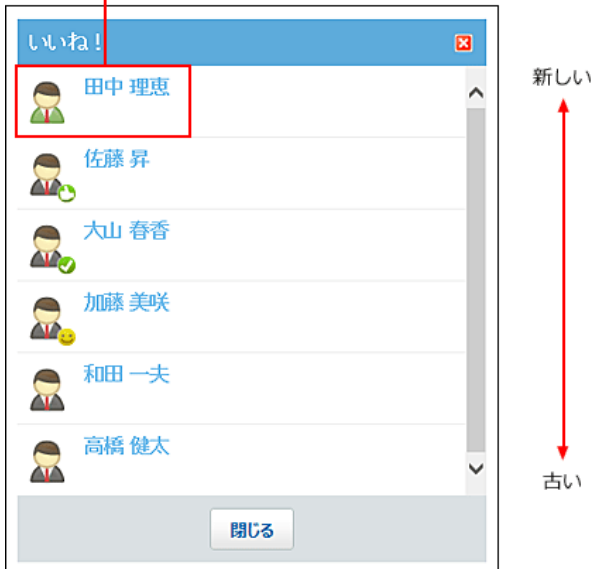 いいね!
田中 理恵
佐藤 昇
大山 春香
加藤 美咲
和田 一夫
高橋 健太
閉じる
新しい
古い